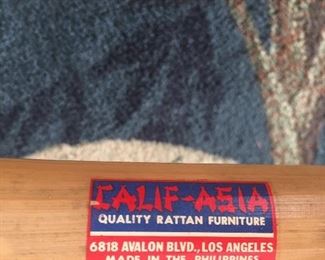 CALIF-ASIA
QUALITY RATTAN FURNITURE
6818 AVALON BLVD., LOS ANGELES
MADE IN THE PHILIPPINES